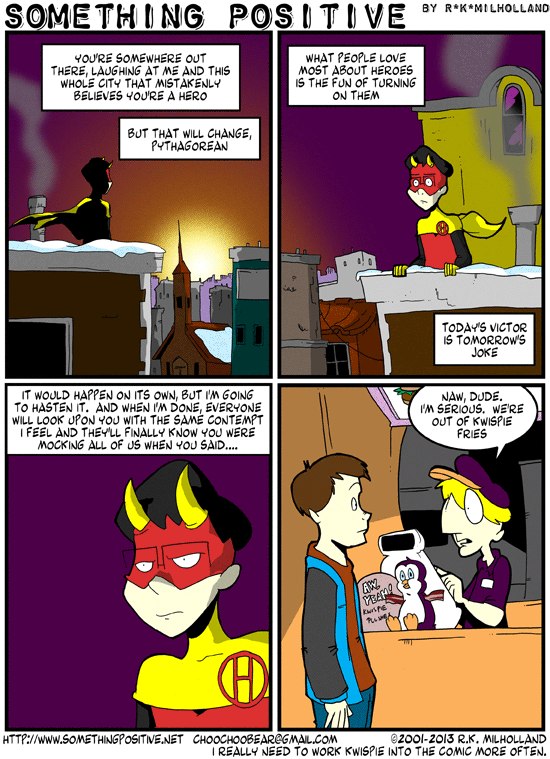 SOMETHING POSITIVE BY R*K*MILHOLLAND
YOU'RE SOMEWHERE OUT
THERE, LAUGHING AT ME AND THIS
WHOLE CITY THAT MISTAKENLY
BELIEVES YOU'RE A HERO
BUT THAT WILL CHANGE,
PYTHAGOREAN
WHAT PEOPLE LOVE
MOST ABOUT HEROES
IS THE FUN OF TURNING
ON THEM
H
TODAY'S VICTOR
IS TOMORROW'S
JOKE
IT WOULD HAPPEN ON ITS OWN, BUT I'M GOING
TO HASTEN IT. AND WHEN I'M DONE, EVERYONE
WILL LOOK UPON YOU WITH THE SAME CONTEMPT
I FEEL AND THEY'LL FINALLY KNOW YOU WERE
MOCKING ALL OF US WHEN YOU SAID....
H
NAW, DUDE.
I'M SERIOUS. WE'RE
OUT OF KWISPIE
FRIES
AW,
YEAH!
KWISPIE
PLUSHES
HTTP://WWW.SOMETHINGPOSITIVE.NET CHOOCHOOBEAR@GMAIL.COM ©2001-2013 R.K. MILHOLLAND
I REALLY NEED TO WORK KWISPIE INTO THE COMIC MORE OFTEN.